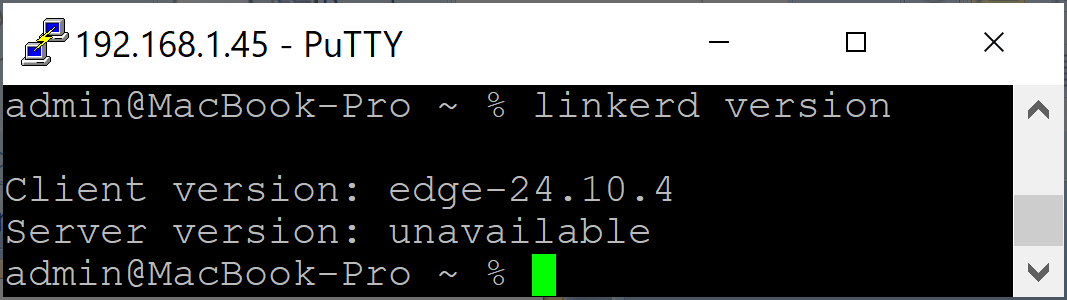 192.168.1.45 - PuTTY
admin@MacBook-Pro ~ % linkerd version
Client version: edge-24.10.4
Server version: unavailable
admin@MacBook-Pro ~ %